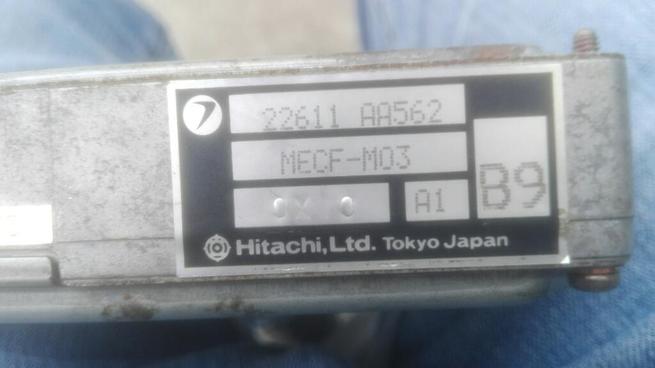 22611 AA562
MECF-M03
A1
B9
Hitachi, Ltd. Tokyo Japan